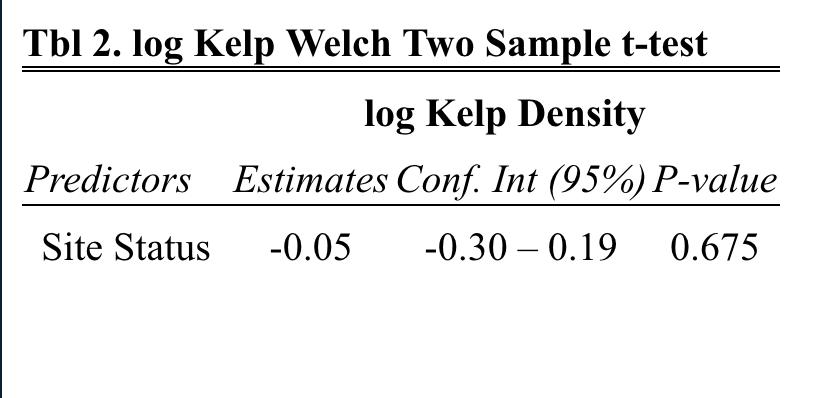 Tbl 2. log Kelp Welch Two Sample t-test
log Kelp Density
Predictors Estimates Conf. Int (95%) P-value
Site Status -0.05 -0.30 – 0.19 0.675